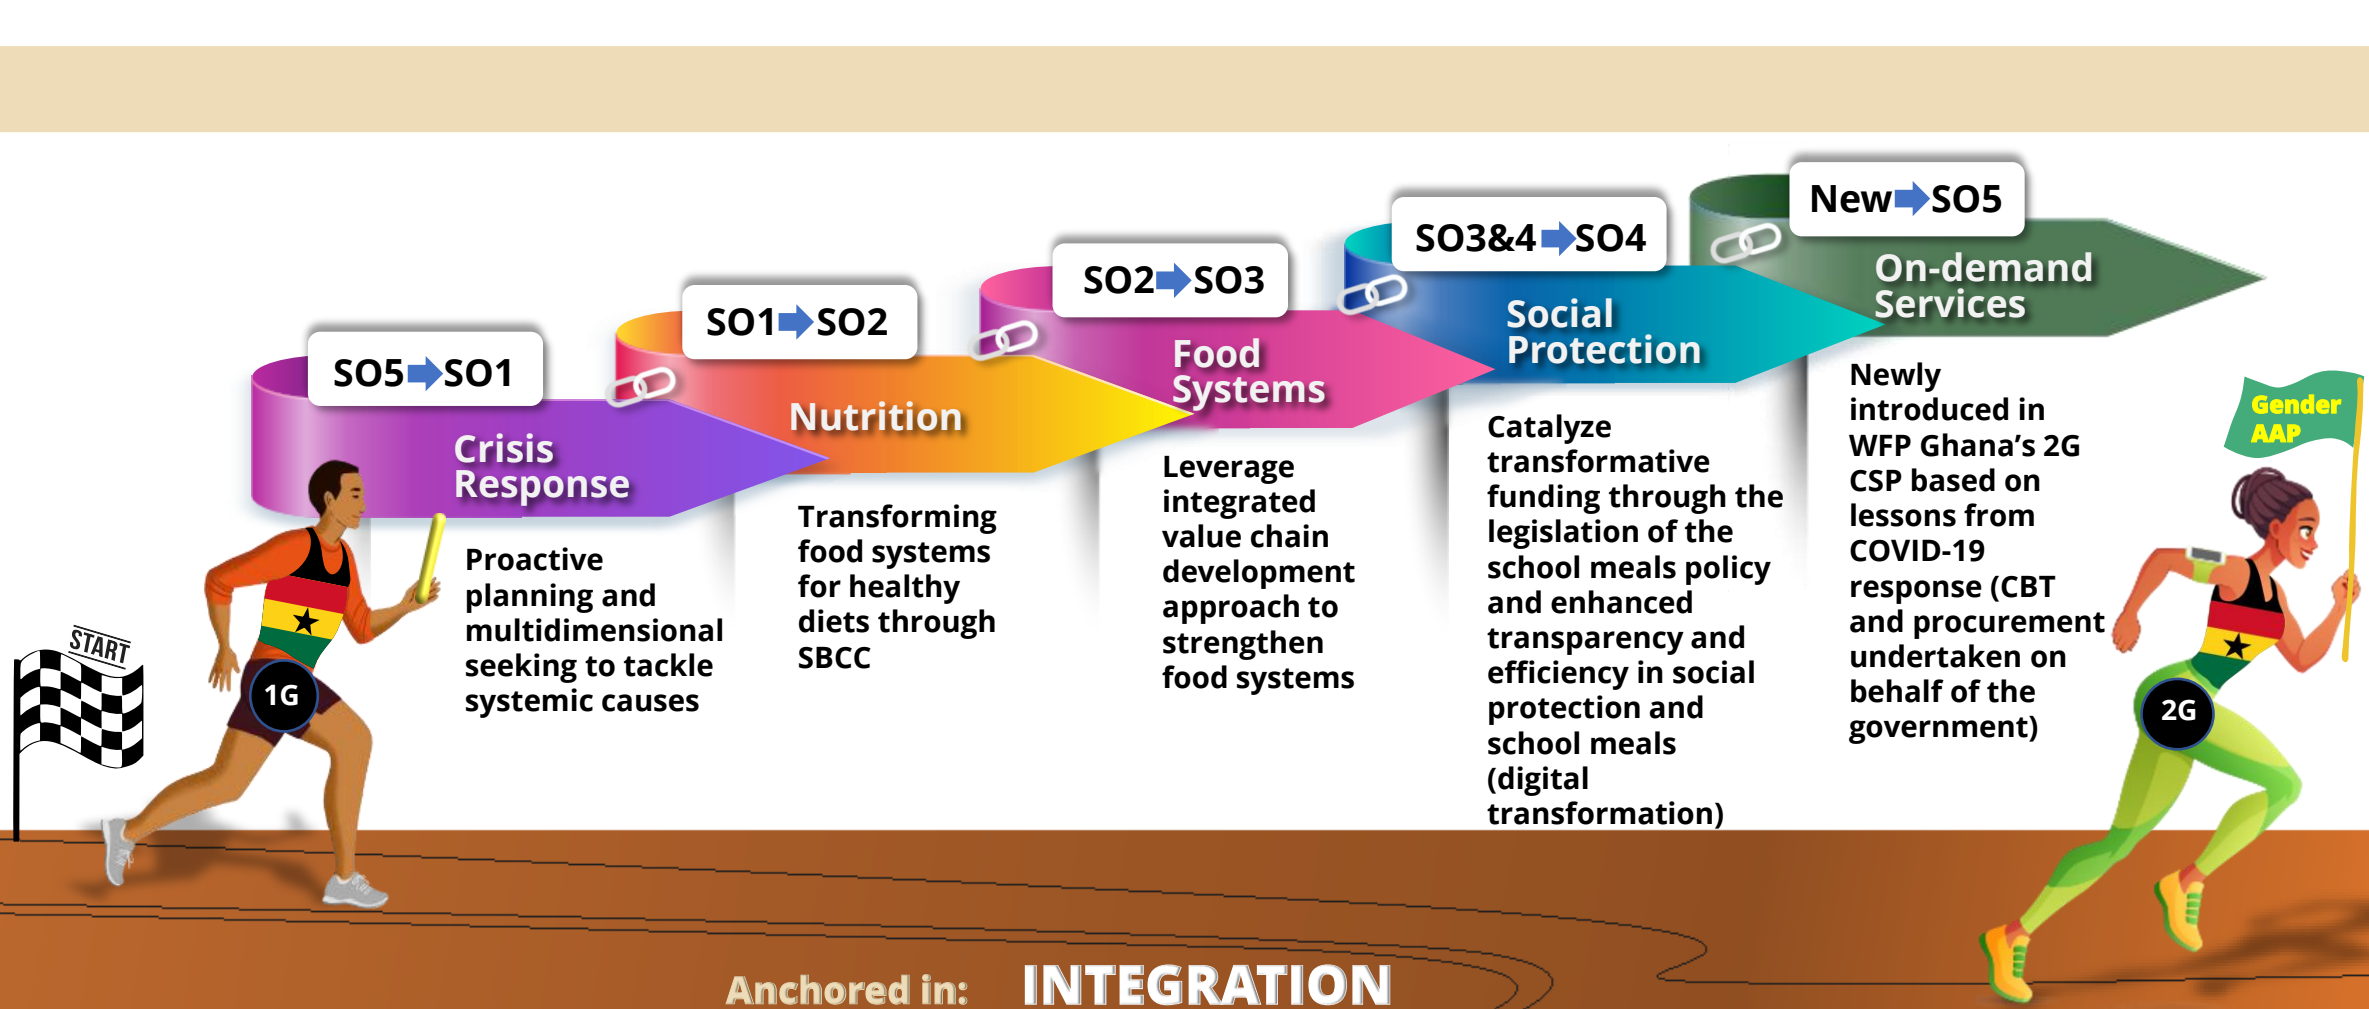 SO5 SO1
Crisis
Response
Proactive
planning and
multidimensional
seeking to tackle
systemic causes
SO1 SO2
Nutrition
Transforming
food systems
for healthy
diets through
SBCC
SO2 SO3
Food
Systems
Leverage
integrated
value chain
development
approach to
strengthen
food systems
SO3&4 SO4
Social
Protection
Catalyze
transformative
funding through the
legislation of the
school meals policy
and enhanced
transparency and
efficiency in social
protection and
school meals
(digital
transformation)
New SO5
On-demand
Services
Newly
introduced in
WFP Ghana’s 2G
CSP based on
lessons from
COVID-19
response (CBT
and procurement
undertaken on
behalf of the
government)
START
1G
Gender
AAP
2G
Anchored in: INTEGRATION